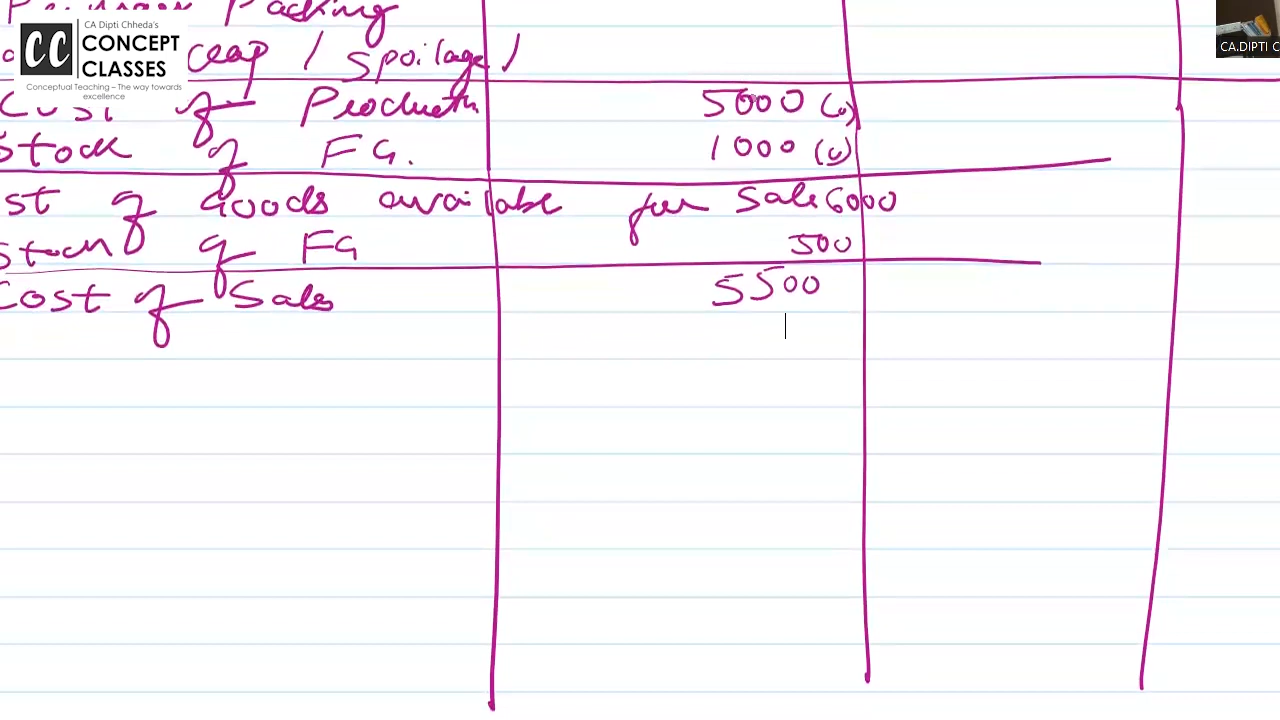 Packing
CA Dipti Chheda's
CC CONCEPT CLASSES
Conceptual Teaching – The way towards excellence
CA.DIPTI C
/ Spoilage /
Cost of Production 5000 (u)
Stock of FG. 1000 (u)
st of Goods available for Sale 6000
Stock of FG 500
Cost of Sales 5500